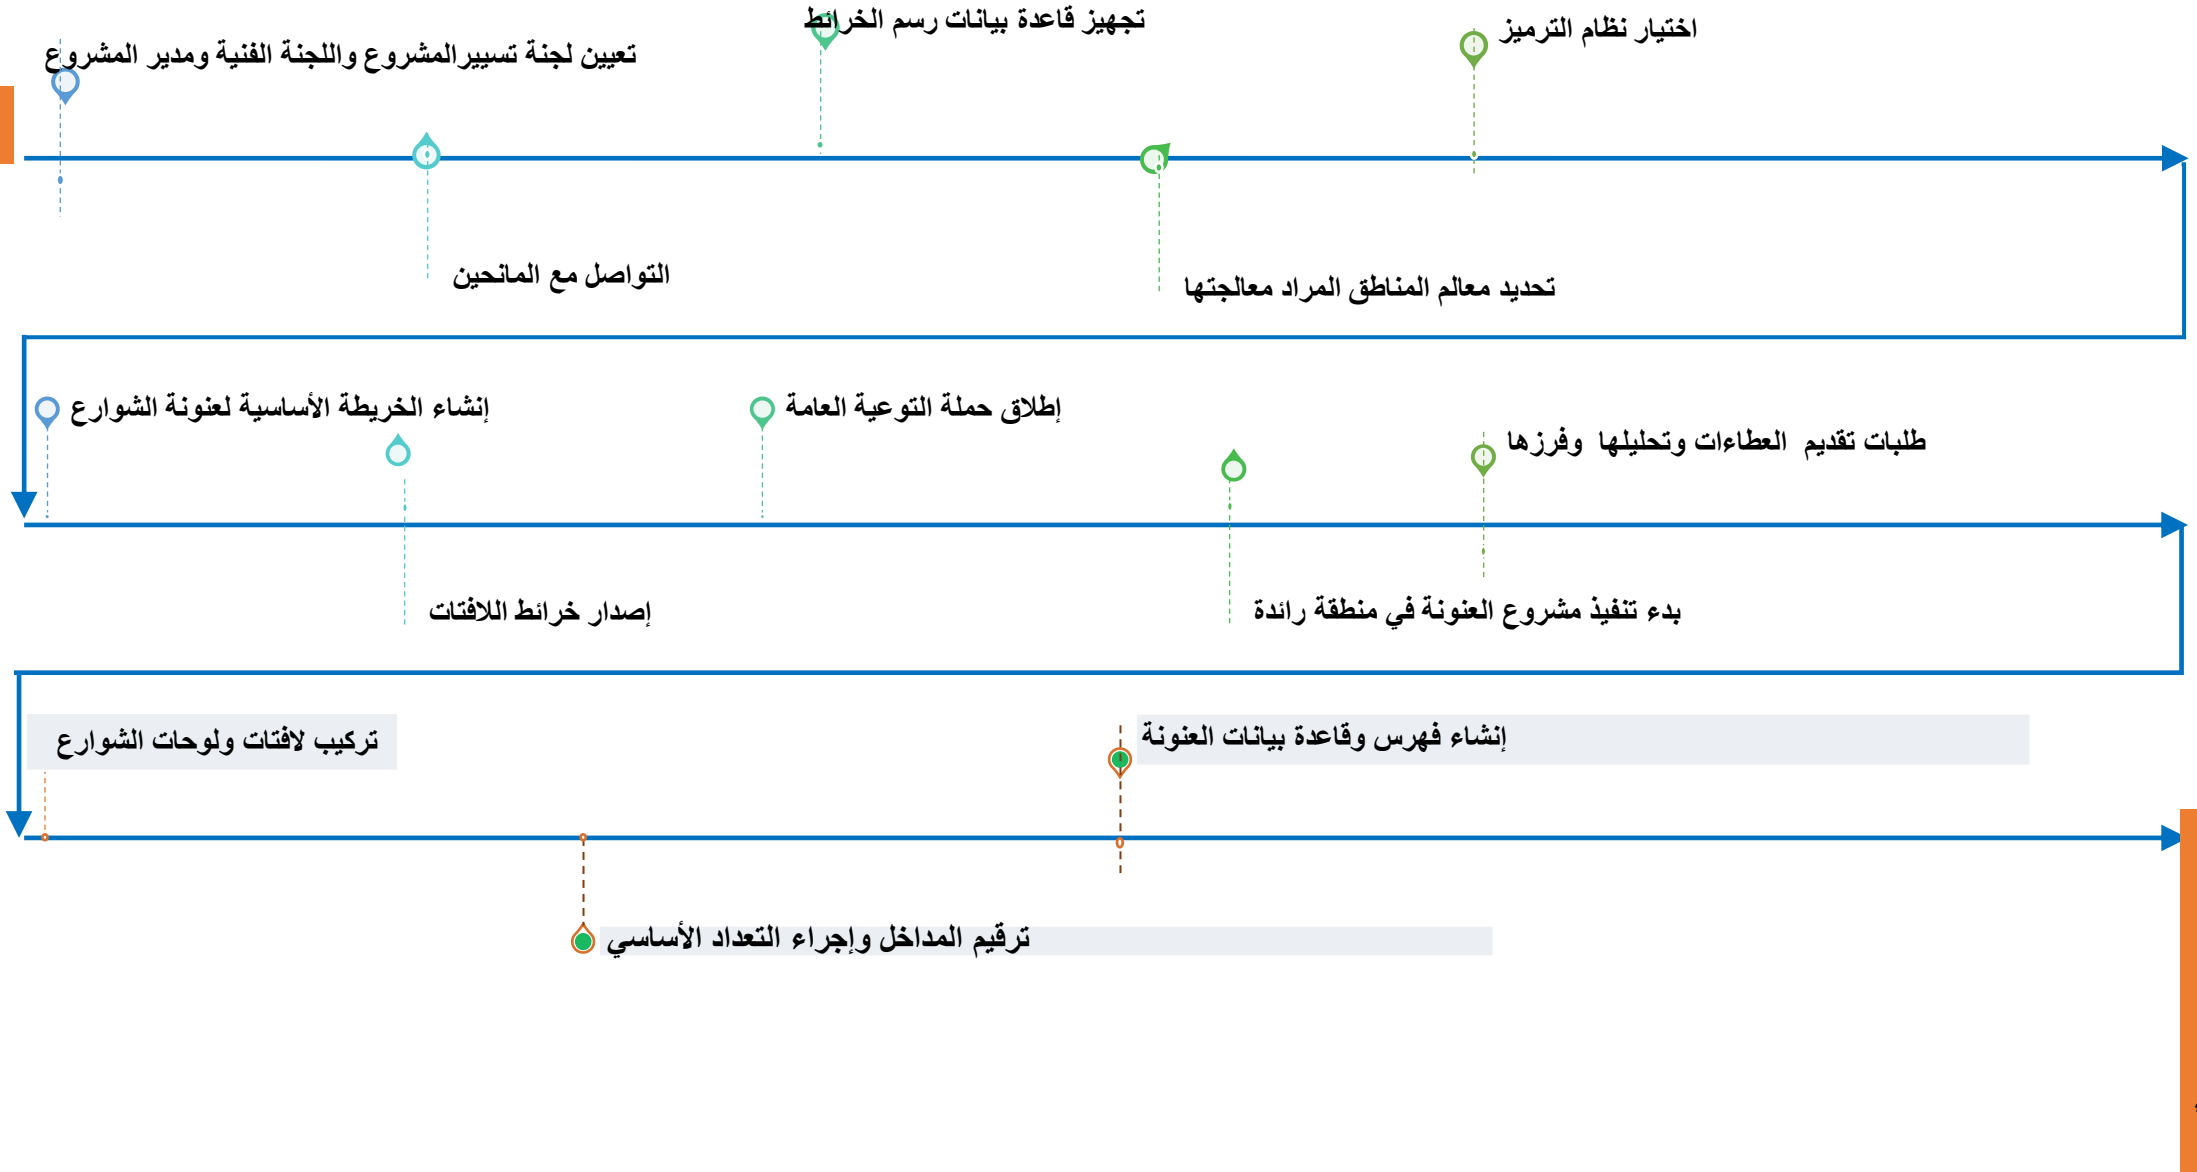 تعيين لجنة تسييرالمشروع واللجنة الفنية ومدير المشروع
التواصل مع المانحين
تجهيز قاعدة بيانات رسم الخرائط
تحديد معالم المناطق المراد معالجتها
اختيار نظام الترميز
إنشاء الخريطة الأساسية لعنونة الشوارع
إصدار خرائط اللافتات
إطلاق حملة التوعية العامة
بدء تنفيذ مشروع العنونة في منطقة رائدة
طلبات تقديم العطاءات وتحليلها وفرزها
تركيب لافتات ولوحات الشوارع
ترقيم المداخل وإجراء التعداد الأساسي
إنشاء فهرس وقاعدة بيانات العنونة